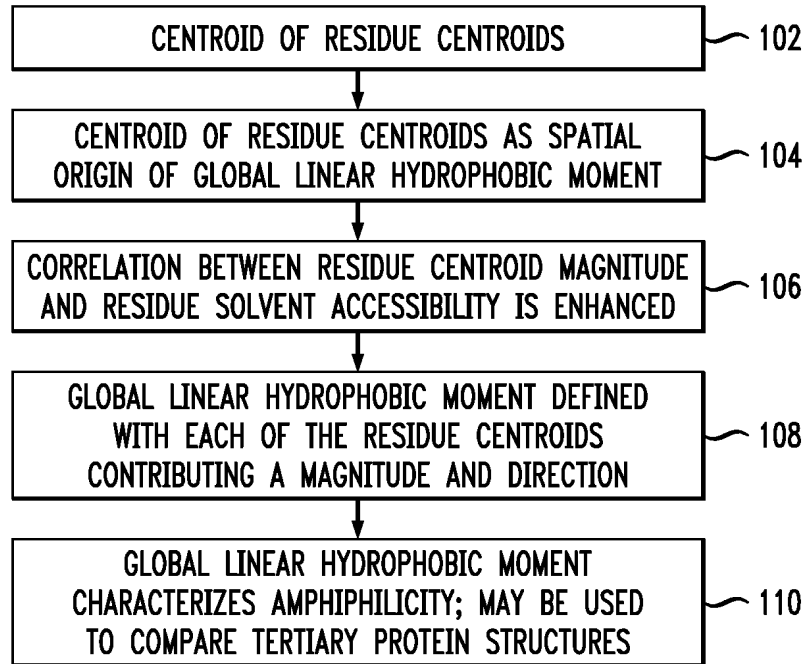 CENTROID OF RESIDUE CENTROIDS
102
CENTROID OF RESIDUE CENTROIDS AS SPATIAL
ORIGIN OF GLOBAL LINEAR HYDROPHOBIC MOMENT
104
CORRELATION BETWEEN RESIDUE CENTROID MAGNITUDE
AND RESIDUE SOLVENT ACCESSIBILITY IS ENHANCED
106
GLOBAL LINEAR HYDROPHOBIC MOMENT DEFINED
WITH EACH OF THE RESIDUE CENTROIDS
CONTRIBUTING A MAGNITUDE AND DIRECTION
108
GLOBAL LINEAR HYDROPHOBIC MOMENT
CHARACTERIZES AMPHIPHILICITY; MAY BE USED
TO COMPARE TERTIARY PROTEIN STRUCTURES
110